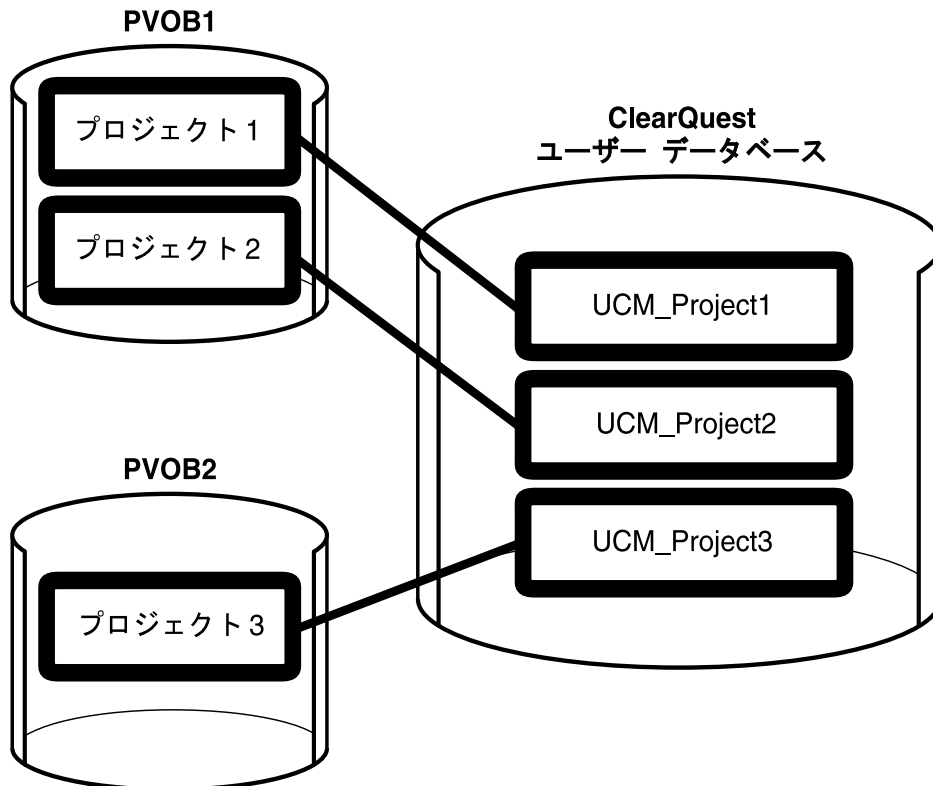 PVOB1
プロジェクト1
プロジェクト2
ClearQuest
ユーザー データベース
UCM_Project1
UCM_Project2
UCM_Project3
PVOB2
プロジェクト3